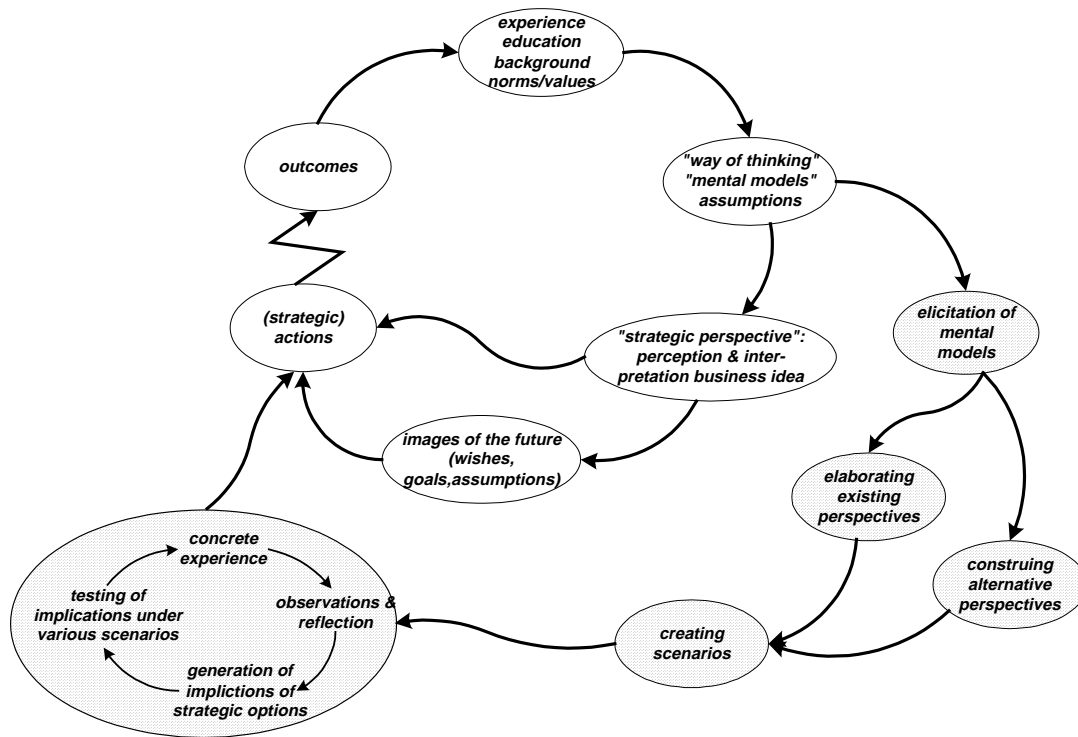 experience
education
background
norms/values
outcomes
"way of thinking"
"mental models"
assumptions
(strategic)
actions
"strategic perspective":
perception & inter-
pretation business idea
elicitation of
mental
models
images of the future
(wishes,
goals,assumptions)
elaborating
existing
perspectives
construing
alternative
perspectives
creating
scenarios
concrete
experience
observations &
reflection
generation of
implictions of
strategic options
testing of
implications under
various scenarios